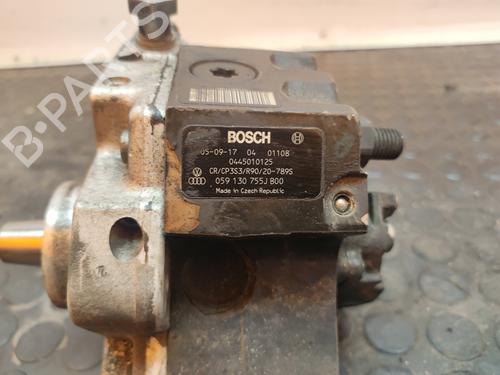 B-PARTS
BOSCH
05-09-17 04 01108
0445010125
CR/CP3S3/R90/20-789S
059 130 755J B00
Made in Czech Republic